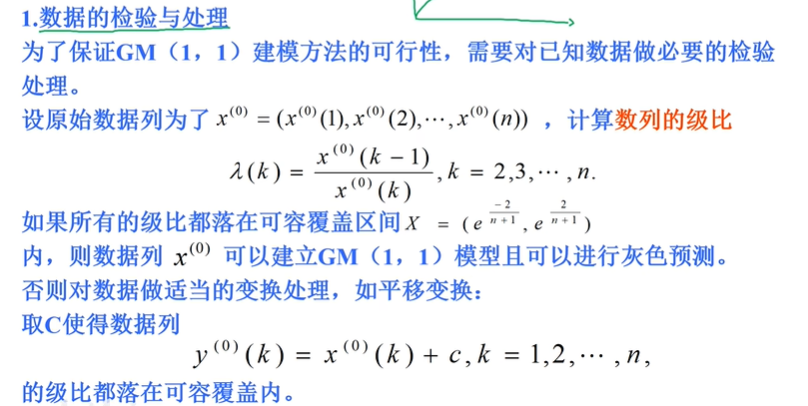 1.数据的检验与处理
为了保证GM（1，1）建模方法的可行性，需要对已知数据做必要的检验
处理。
设原始数据列为了 x⁽⁰⁾ = (x⁽⁰⁾(1),x⁽⁰⁾(2),⋯,x⁽⁰⁾(n)) ，计算数列的级比
λ(k) = x⁽⁰⁾(k − 1) / x⁽⁰⁾(k) ,k = 2,3,⋯,n.
如果所有的级比都落在可容覆盖区间 X = (e^(−2/(n+1)), e^(2/(n+1)))
内，则数据列 x⁽⁰⁾ 可以建立GM（1，1）模型且可以进行灰色预测。
否则对数据做适当的变换处理，如平移变换：
取C使得数据列
y⁽⁰⁾(k) = x⁽⁰⁾(k) + c,k = 1,2,⋯,n,
的级比都落在可容覆盖内。